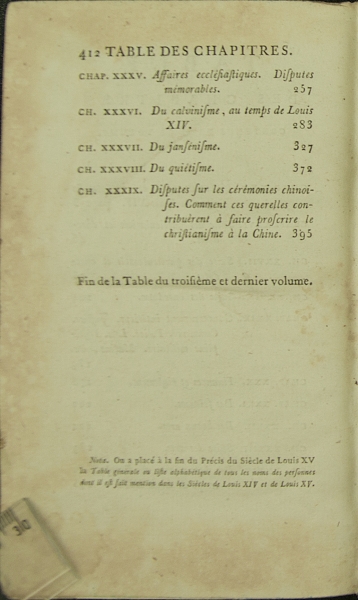 412 TABLE DES CHAPITRES.
CHAP. XXXV. Affaires eccléſiaſtiques. Diſputes
mémorables. 257
CH. XXXVI. Du calviniſme, au temps de Louis
XIV. 283
CH. XXXVII. Du janſéniſme. 327
CH. XXXVIII. Du quiétiſme. 372
CH. XXXIX. Diſputes ſur les cérémonies chinoi-
ſes. Comment ces querelles con-
tribuèrent à faire proſcrire le
chriſtianiſme à la Chine. 395
Fin de la Table du troiſième et dernier volume.
Nota. On a placé à la fin du Précis du Siècle de Louis XV
la Table générale ou liſte alphabétique de tous les noms des perſonnes
dont il eſt fait mention dans les Siècles de Louis XIV et de Louis XV.
310